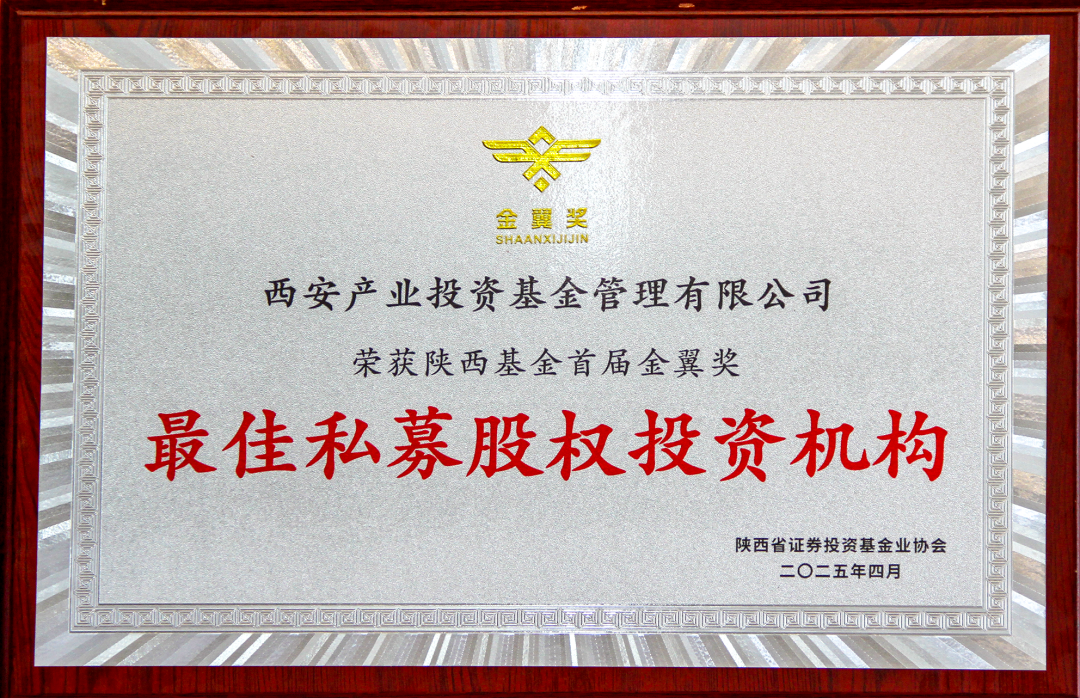 金翼奖
SHAANXIJIJIN
西安产业投资基金管理有限公司
荣获陕西基金首届金翼奖
最佳私募股权投资机构
陕西省证券投资基金业协会
二〇二五年四月